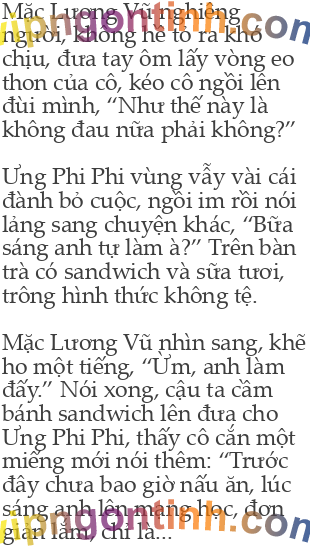 Mặc Lương Vũ nghiêng
người, không hề tỏ ra khó
chịu, đưa tay ôm lấy vòng eo
thon của cô, kéo cô ngồi lên
đùi mình, “Như thế này là
không đau nữa phải không?”
Ưng Phi Phi vùng vẫy vài cái
đành bỏ cuộc, ngồi im rồi nói
lảng sang chuyện khác, “Bữa
sáng anh tự làm à?” Trên bàn
trà có sandwich và sữa tươi,
trông hình thức không tệ.
Mặc Lương Vũ nhìn sang, khẽ
ho một tiếng, “Ừm, anh làm
đấy.” Nói xong, cậu ta cầm
bánh sandwich lên đưa cho
Ưng Phi Phi, thấy cô cắn một
miếng mới nói thêm: “Trước
đây chưa bao giờ nấu ăn, lúc
sáng anh lên mạng học, đơn
giản lắm, chỉ là...
vipngontinh.com